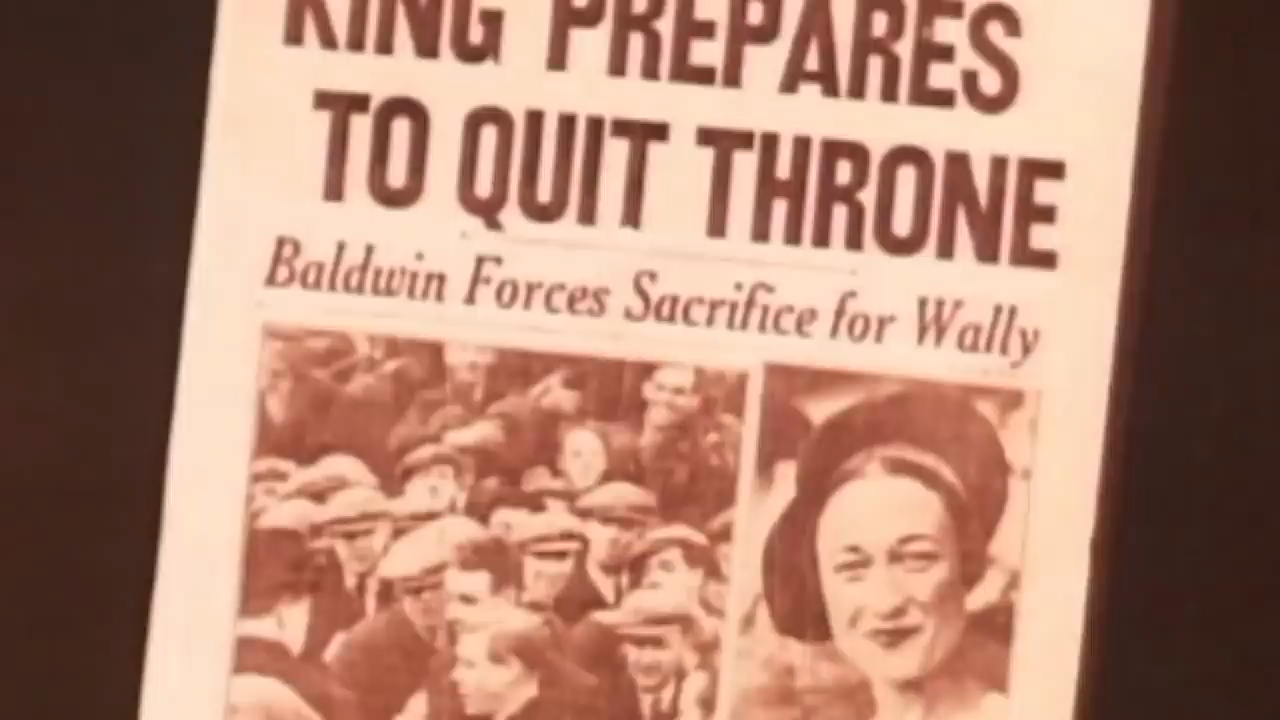 KING PREPARES
TO QUIT THRONE
Baldwin Forces Sacrifice for Wally